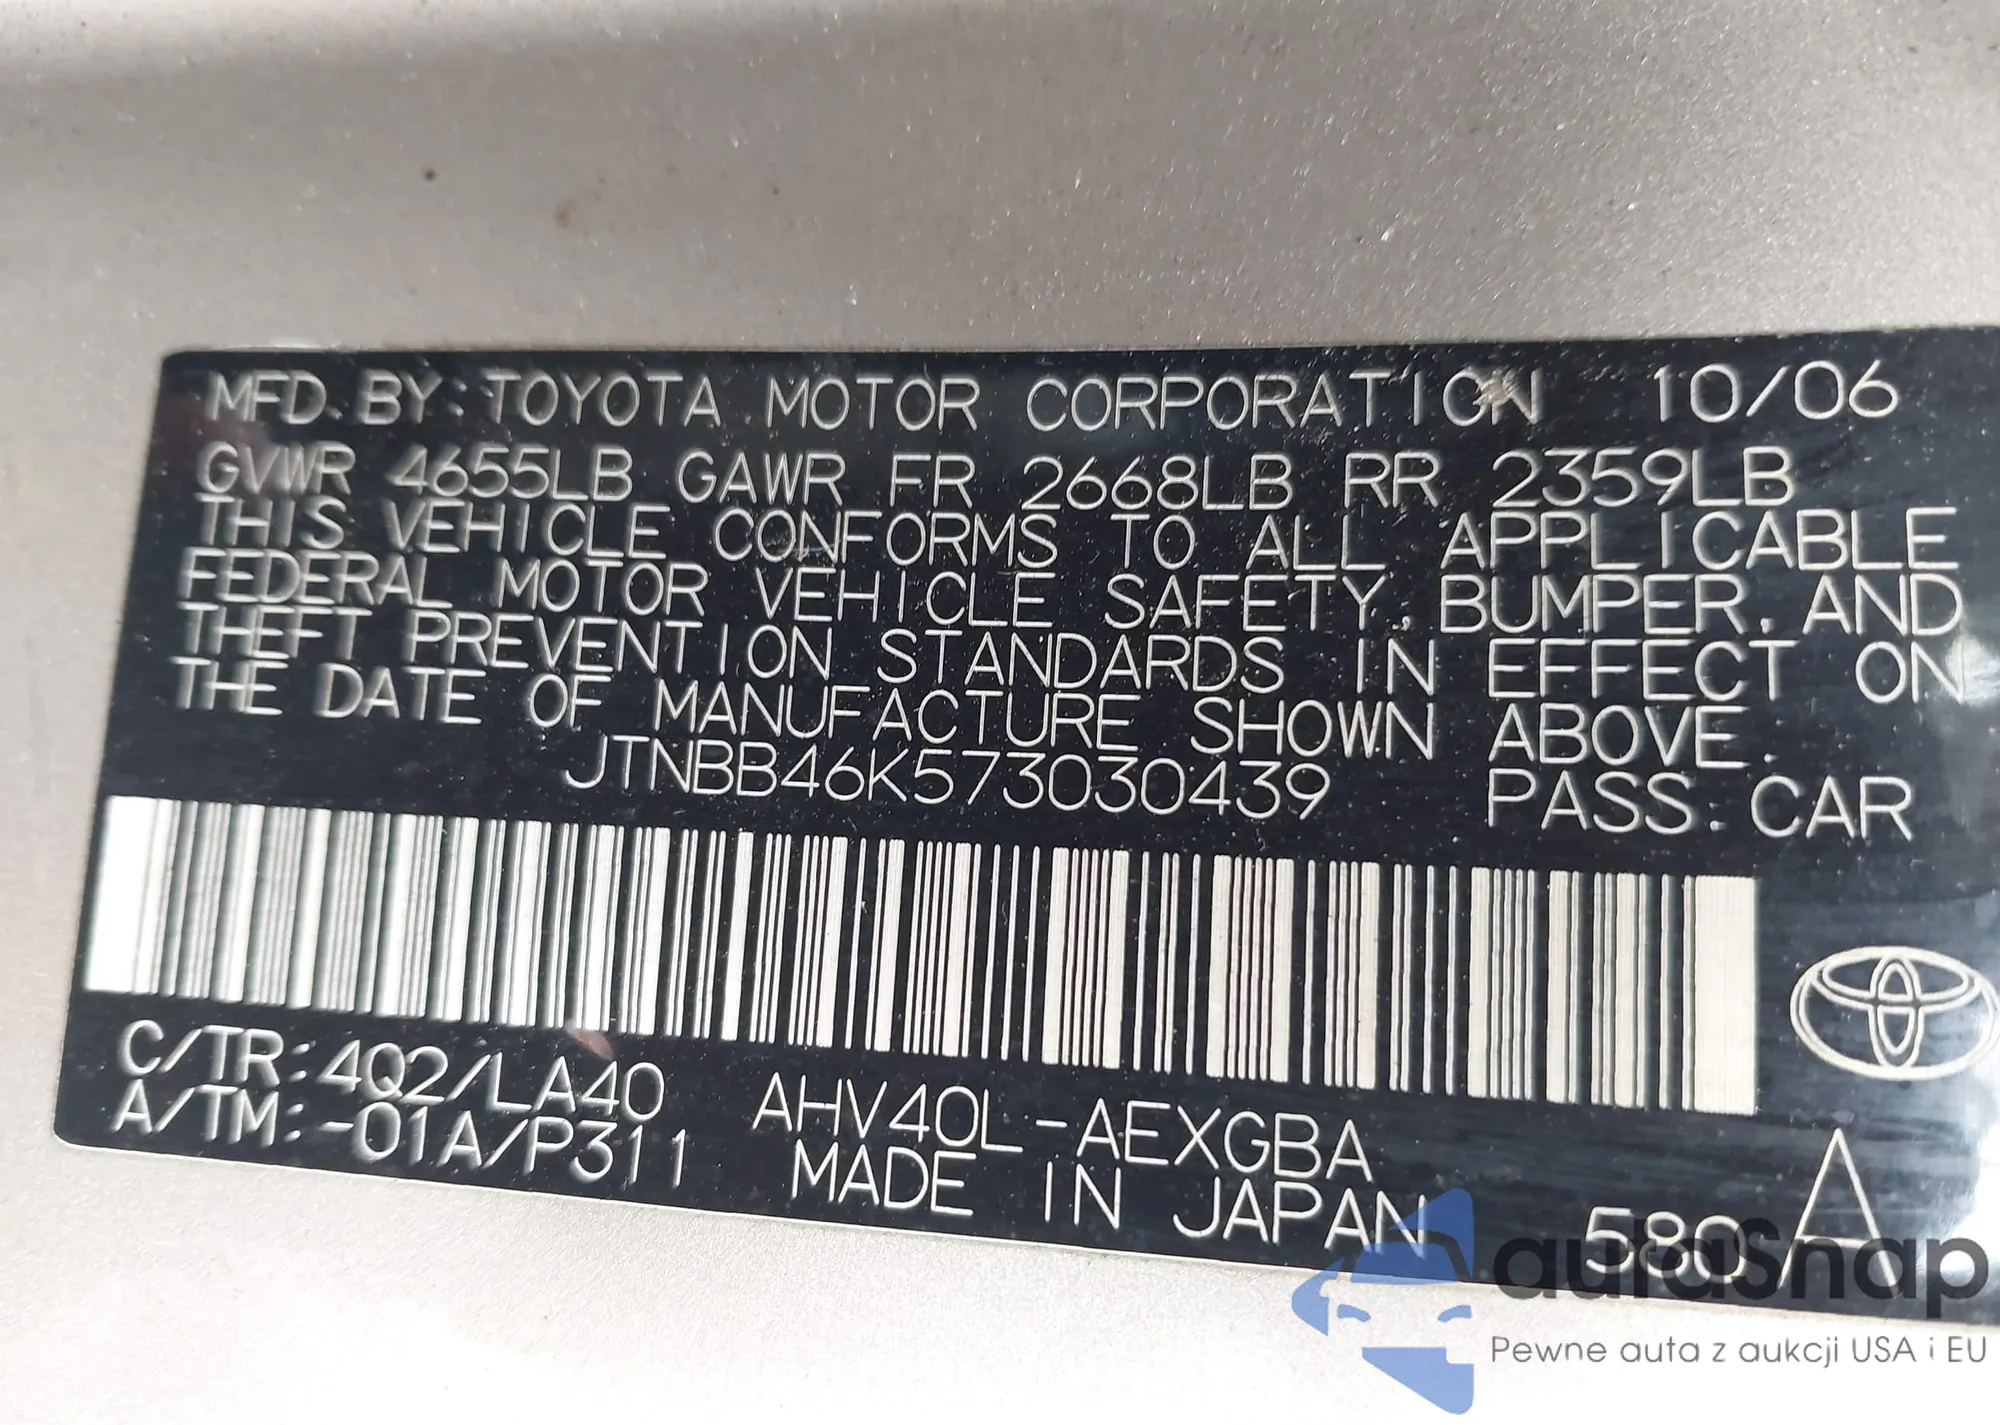 MFD. BY: TOYOTA MOTOR CORPORATION 10/06
GVWR 4655LB GAWR FR 2668LB RR 2359LB
THIS VEHICLE CONFORMS TO ALL APPLICABLE
FEDERAL MOTOR VEHICLE SAFETY, BUMPER, AND
THEFT PREVENTION STANDARDS IN EFFECT ON
THE DATE OF MANUFACTURE SHOWN ABOVE.
JTNBB46K573030439 PASS. CAR
C/TR: 4Q2/LA40 AHV40L-AEXGBA
A/TM: -01A/P311 MADE IN JAPAN 580 A
autaSnap
Pewne auta z aukcji USA i EU